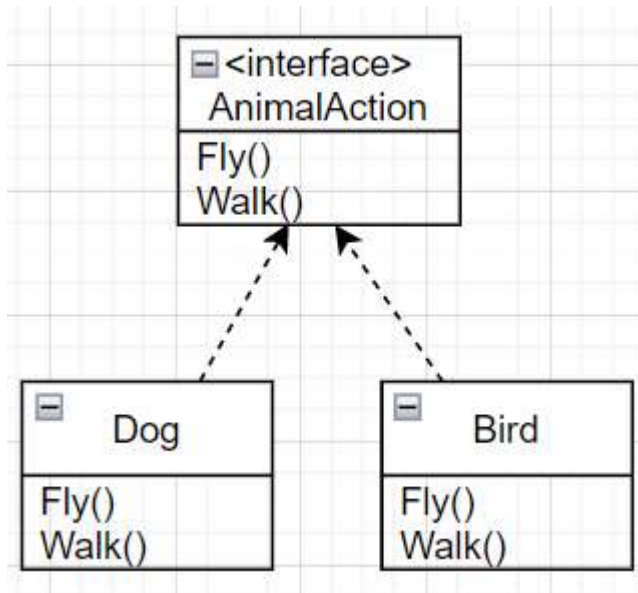 <interface>
AnimalAction
Fly()
Walk()
Dog
Fly()
Walk()
Bird
Fly()
Walk()